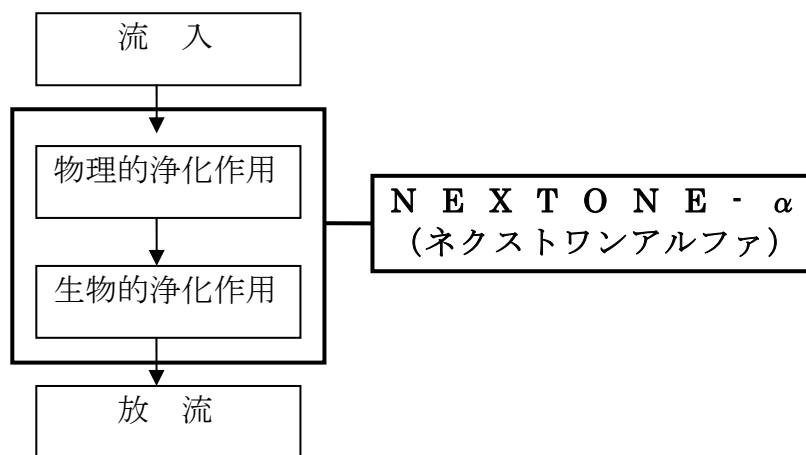 流　入
物理的浄化作用
生物的浄化作用
放　流
ＮＥＸＴＯＮＥ‐α
（ネクストワンアルファ）